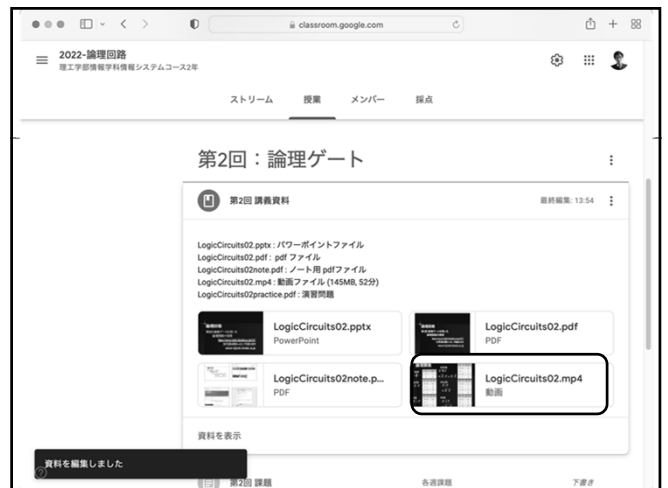 classroom.google.com
2022-論理回路
理工学部情報学科情報システムコース2年
ストリーム 授業 メンバー 採点
第2回：論理ゲート
第2回 講義資料
最終編集: 13:54
LogicCircuits02.pptx : パワーポイントファイル
LogicCircuits02.pdf : pdf ファイル
LogicCircuits02note.pdf : ノート用 pdfファイル
LogicCircuits02.mp4 : 動画ファイル (145MB, 52分)
LogicCircuits02practice.pdf : 演習問題
LogicCircuits02.pptx
PowerPoint
LogicCircuits02.pdf
PDF
LogicCircuits02note.p...
PDF
LogicCircuits02.mp4
動画
資料を表示
資料を編集しました
第2回 課題
各週課題
下書き